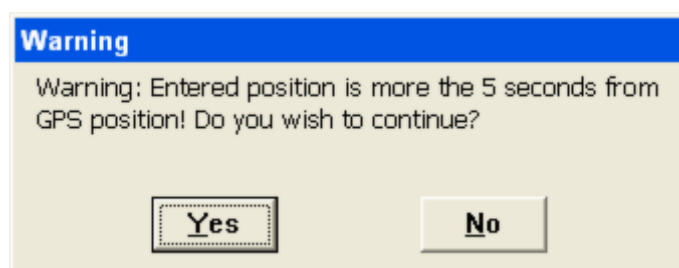 Warning
Warning: Entered position is more the 5 seconds from
GPS position! Do you wish to continue?
Yes No